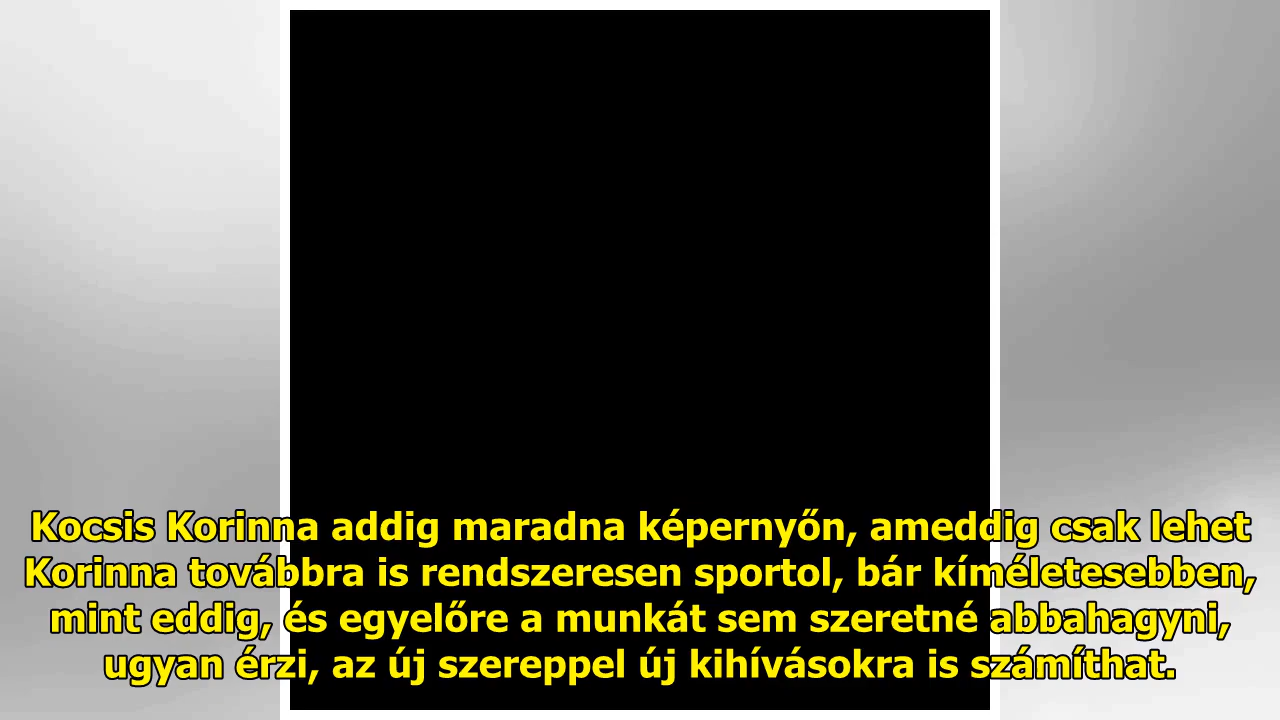 Kocsis Korinna addig maradna képernyőn, ameddig csak lehet
Korinna továbbra is rendszeresen sportol, bár kíméletesebben,
mint eddig, és egyelőre a munkát sem szeretné abbahagyni,
ugyan érzi, az új szereppel új kihívásokra is számíthat.